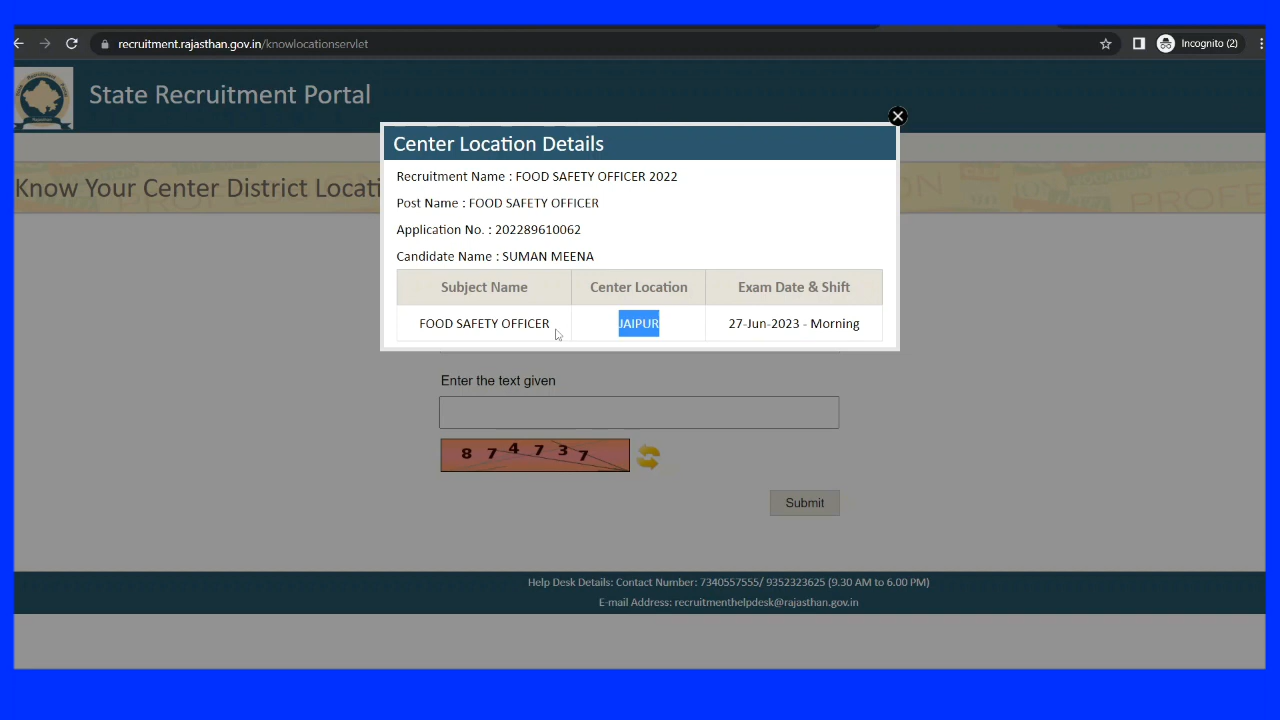 recruitment.rajasthan.gov.in/knowlocationservlet
Incognito (2)
State Recruitment Portal
Know Your Center District Locati
Center Location Details
Recruitment Name : FOOD SAFETY OFFICER 2022
Post Name : FOOD SAFETY OFFICER
Application No. : 202289610062
Candidate Name : SUMAN MEENA
Subject Name Center Location Exam Date & Shift
FOOD SAFETY OFFICER JAIPUR 27-Jun-2023 - Morning
Enter the text given
8 7 4 7 3 7
Submit
Help Desk Details: Contact Number: 7340557555/ 9352323625 (9.30 AM to 6.00 PM)
E-mail Address: recruitmenthelpdesk@rajasthan.gov.in